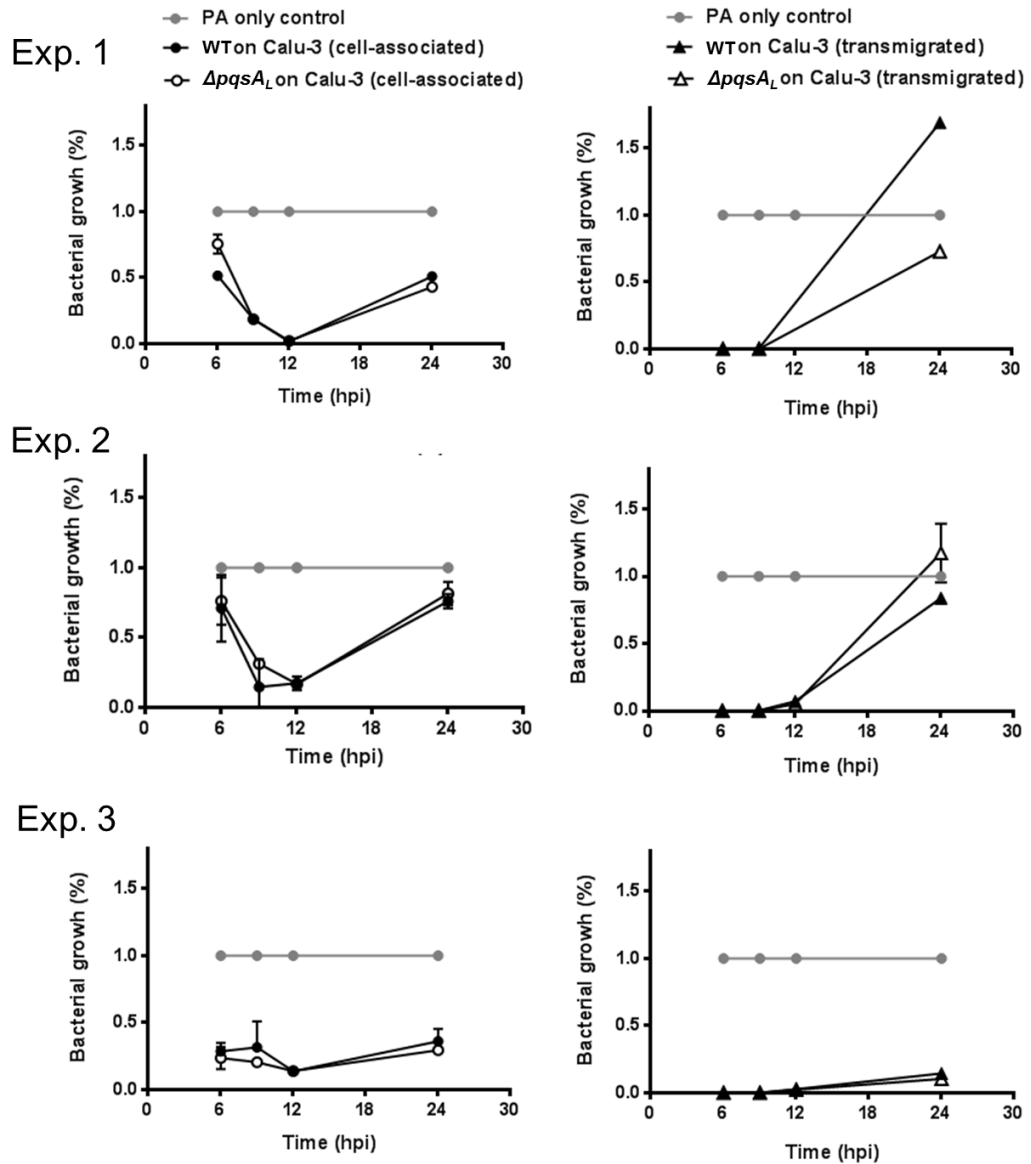 Exp. 1
PA only control
WT on Calu-3 (cell-associated)
ΔpqsAL on Calu-3 (cell-associated)
PA only control
WT on Calu-3 (transmigrated)
ΔpqsAL on Calu-3 (transmigrated)
Bacterial growh (%)
1.5
1.0
0.5
0.0
0 6 12 18 24 30
Time (hpi)
Bacterial growh (%)
1.5
1.0
0.5
0.0
0 6 12 18 24 30
Time (hpi)
Exp. 2
Bacterial growth (%)
1.5
1.0
0.5
0.0
0 6 12 18 24 30
Time (hpi)
Bacterial growh (%)
1.5
1.0
0.5
0.0
0 6 12 18 24 30
Time (hpi)
Exp. 3
Bacterial growh (%)
1.5
1.0
0.5
0.0
0 6 12 18 24 30
Time (hpi)
Bacterial growh (%)
1.5
1.0
0.5
0.0
0 6 12 18 24 30
Time (hpi)